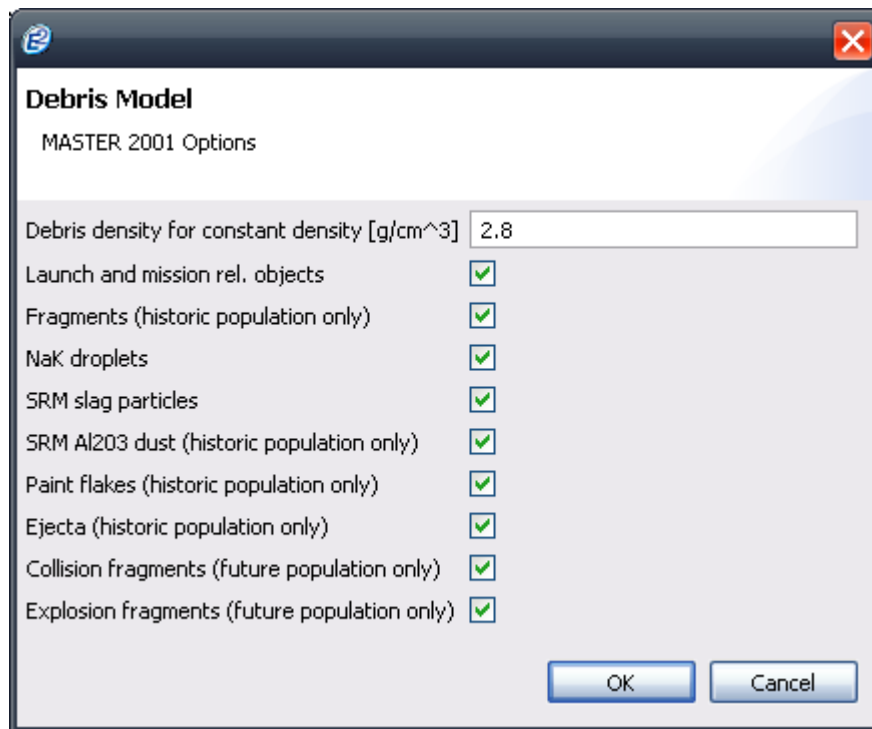 Debris Model
MASTER 2001 Options
Debris density for constant density [g/cm^3] 2.8
Launch and mission rel. objects
Fragments (historic population only)
NaK droplets
SRM slag particles
SRM Al203 dust (historic population only)
Paint flakes (historic population only)
Ejecta (historic population only)
Collision fragments (future population only)
Explosion fragments (future population only)
OK Cancel